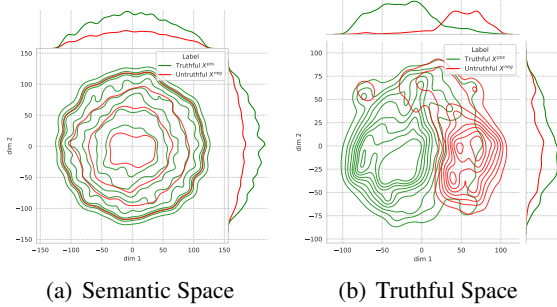 Label
Truthful X^pos
Untruthful X^neg
dim 2
150
100
50
0
−50
−100
−150
−150 −100 −50 0 50 100 150
dim 1
(a) Semantic Space
Label
Truthful X^pos
Untruthful X^neg
dim 2
100
75
50
25
0
−25
−50
−75
−100
−100 −50 0 50 100
dim 1
(b) Truthful Space